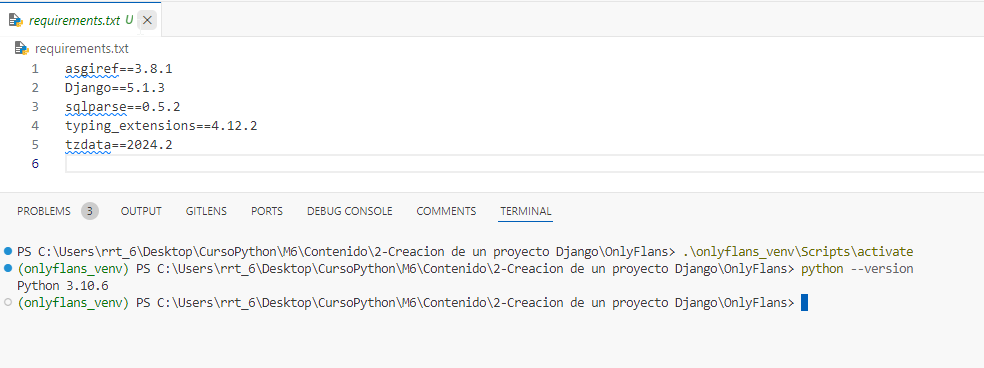 requirements.txt U
requirements.txt
1 asgiref==3.8.1
2 Django==5.1.3
3 sqlparse==0.5.2
4 typing_extensions==4.12.2
5 tzdata==2024.2
6
PROBLEMS 3 OUTPUT GITLENS PORTS DEBUG CONSOLE COMMENTS TERMINAL
PS C:\Users\rrt_6\Desktop\CursoPython\M6\Contenido\2-Creacion de un proyecto Django\OnlyFlans> .\onlyflans_venv\Scripts\activate
(onlyflans_venv) PS C:\Users\rrt_6\Desktop\CursoPython\M6\Contenido\2-Creacion de un proyecto Django\OnlyFlans> python --version
Python 3.10.6
(onlyflans_venv) PS C:\Users\rrt_6\Desktop\CursoPython\M6\Contenido\2-Creacion de un proyecto Django\OnlyFlans>